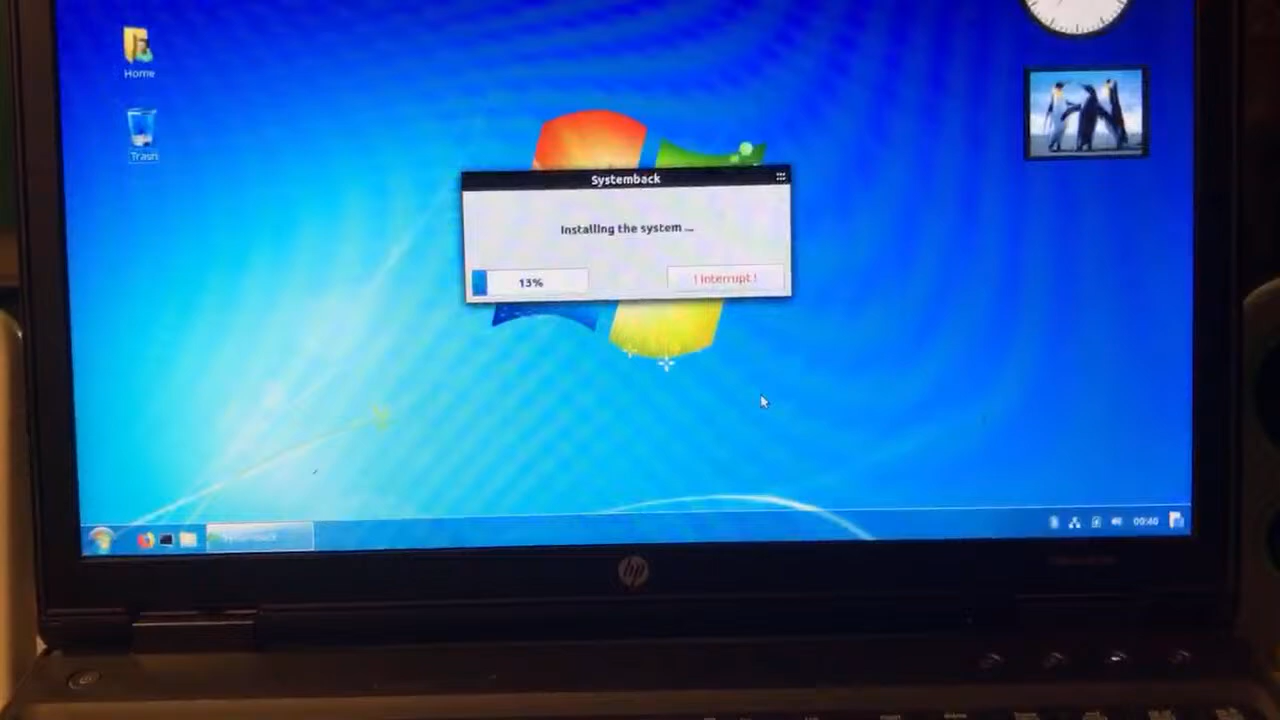 Home
Trash
Systemback
Installing the system ...
13%
! Interrupt !
Systemback
00:40
hp